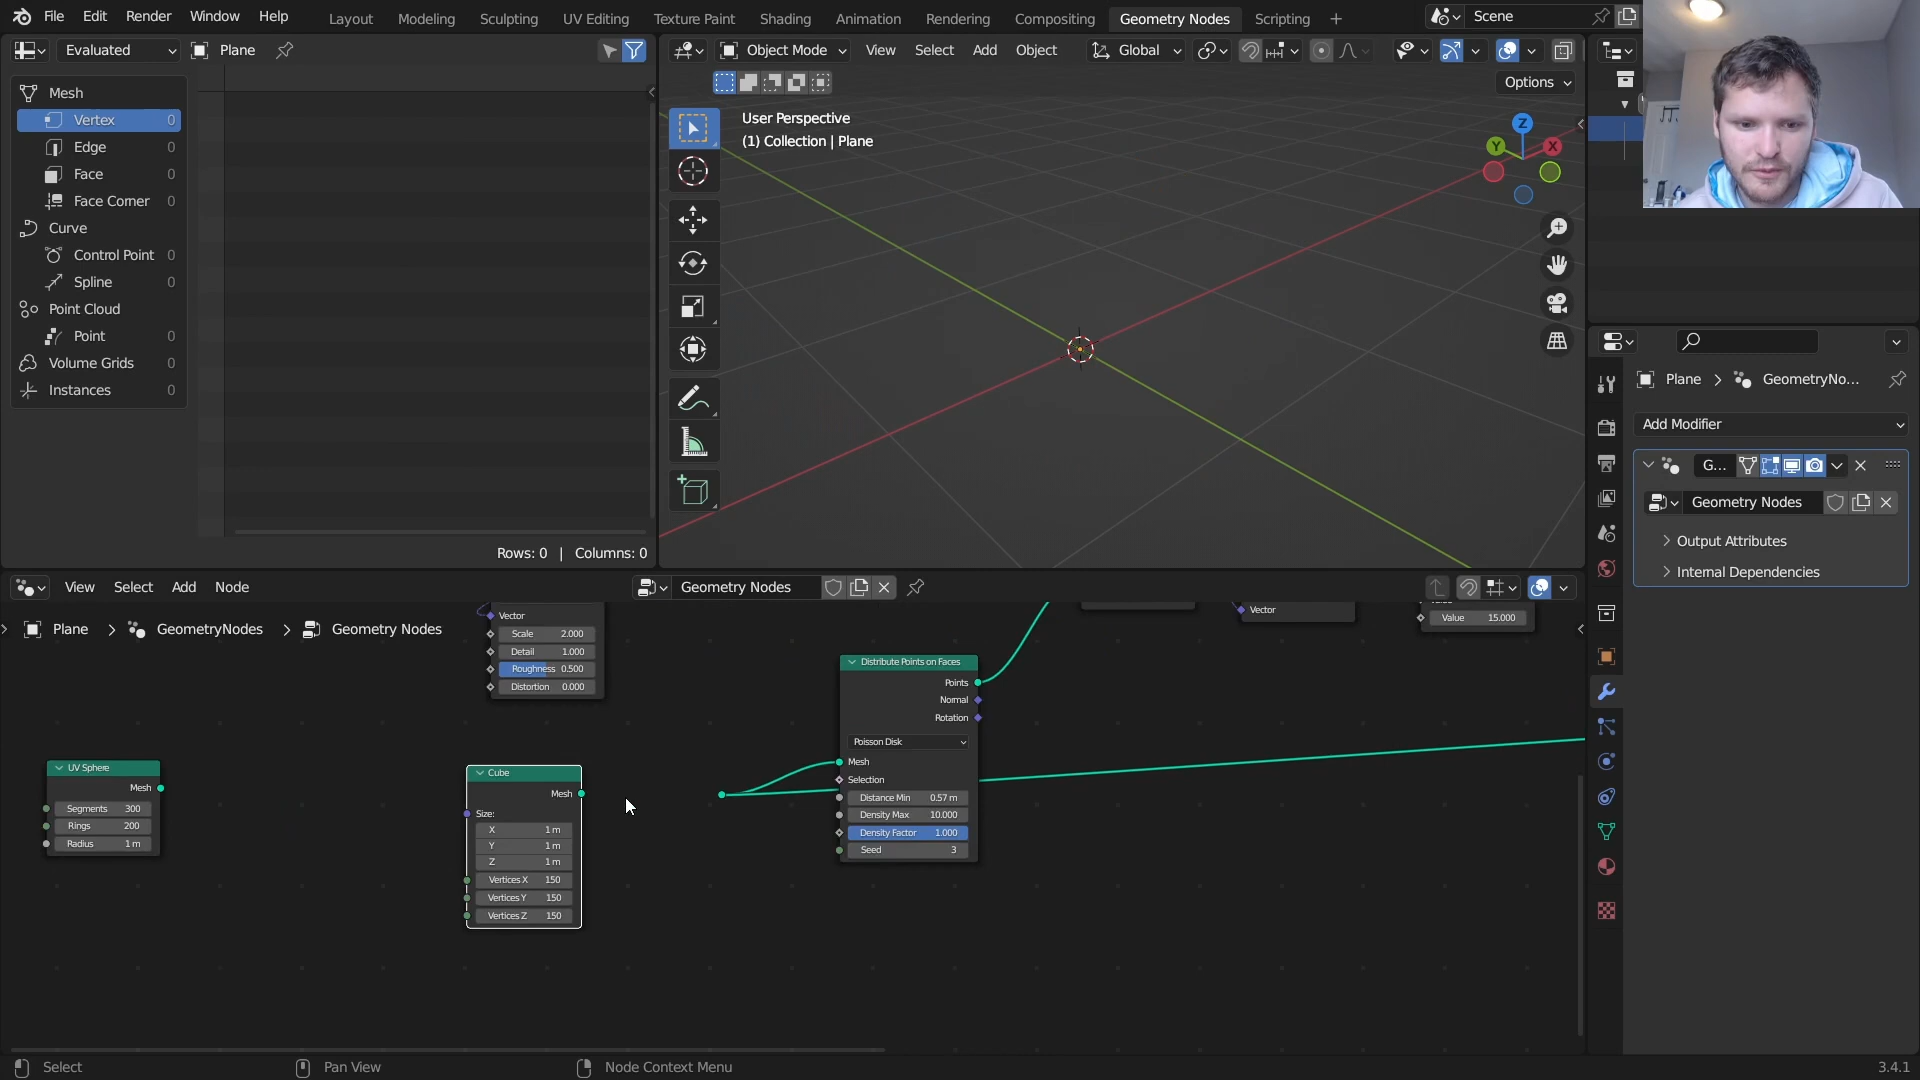 File Edit Render Window Help
Layout Modeling Sculpting UV Editing Texture Paint Shading Animation Rendering Compositing Geometry Nodes Scripting +
Scene
Evaluated
Plane
Object Mode View Select Add Object
Global
Options
Mesh
Vertex 0
Edge 0
Face 0
Face Corner 0
Curve
Control Point 0
Spline 0
Point Cloud
Point 0
Volume Grids 0
Instances 0
Rows: 0 | Columns: 0
User Perspective
(1) Collection | Plane
Z
Y
X
Plane > GeometryNo...
Add Modifier
G...
Geometry Nodes
Output Attributes
Internal Dependencies
View Select Add Node
Geometry Nodes
Plane > GeometryNodes > Geometry Nodes
Vector
Scale 2.000
Detail 1.000
Roughness 0.500
Distortion 0.000
UV Sphere
Mesh
Segments 300
Rings 200
Radius 1 m
Cube
Mesh
Size:
X 1 m
Y 1 m
Z 1 m
Vertices X 150
Vertices Y 150
Vertices Z 150
Distribute Points on Faces
Points
Normal
Rotation
Poisson Disk
Mesh
Selection
Distance Min 0.57 m
Density Max 10.000
Density Factor 1.000
Seed 3
Vector
Value 15.000
Select
Pan View
Node Context Menu
3.4.1